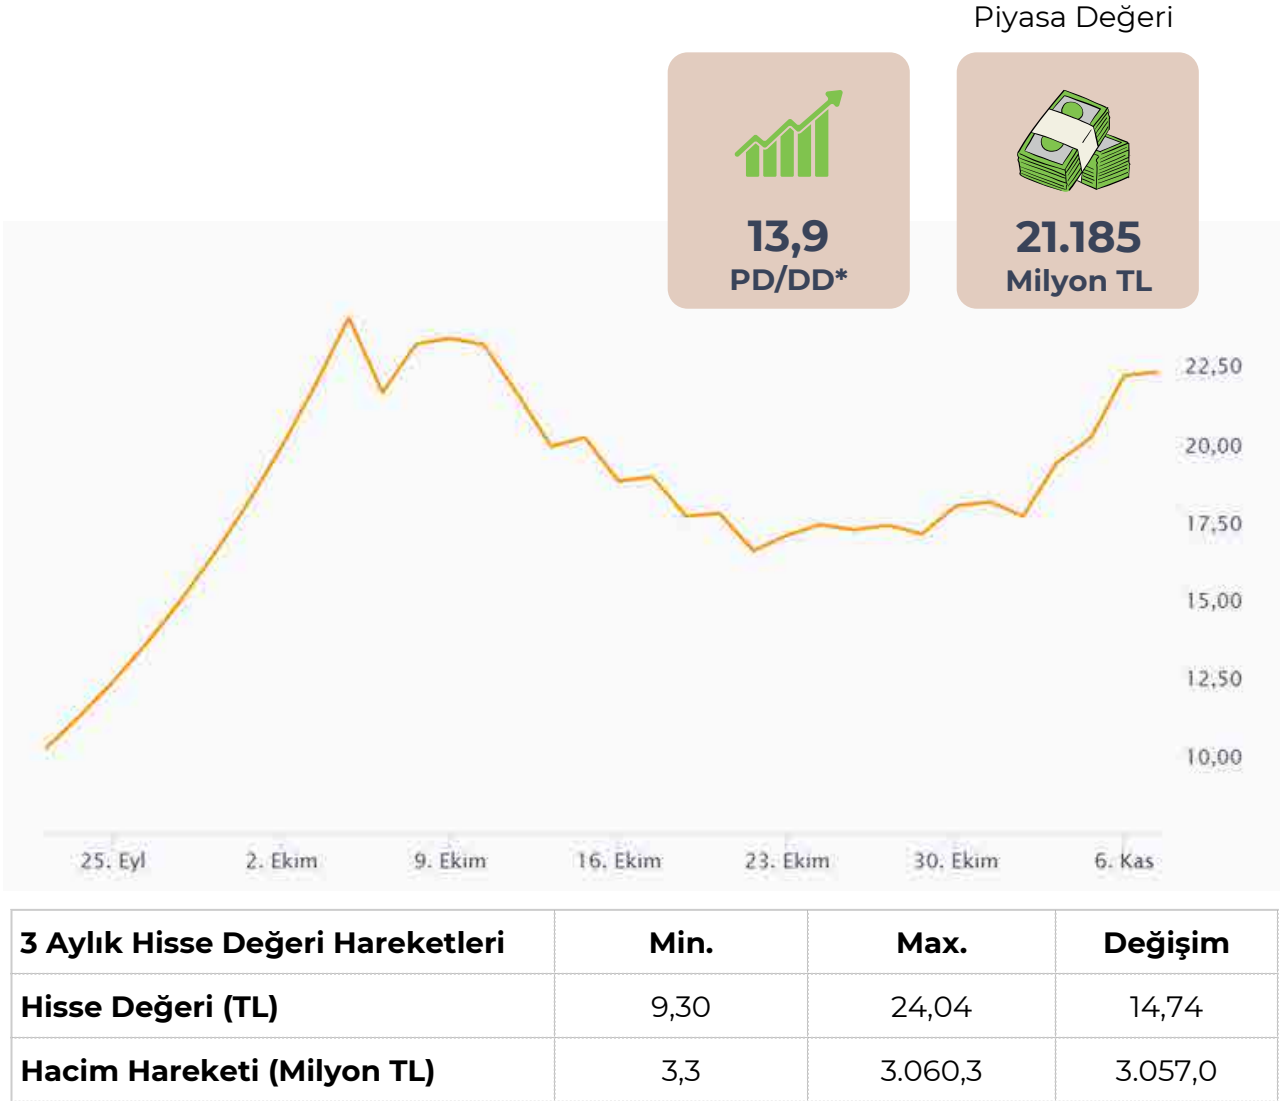 Piyasa Değeri
13,9
PD/DD*
21.185
Milyon TL
22,50
20,00
17,50
15,00
12,50
10,00
25. Eyl 2. Ekim 9. Ekim 16. Ekim 23. Ekim 30. Ekim 6. Kas
3 Aylık Hisse Değeri Hareketleri Min. Max. Değişim
Hisse Değeri (TL) 9,30 24,04 14,74
Hacim Hareketi (Milyon TL) 3,3 3.060,3 3.057,0